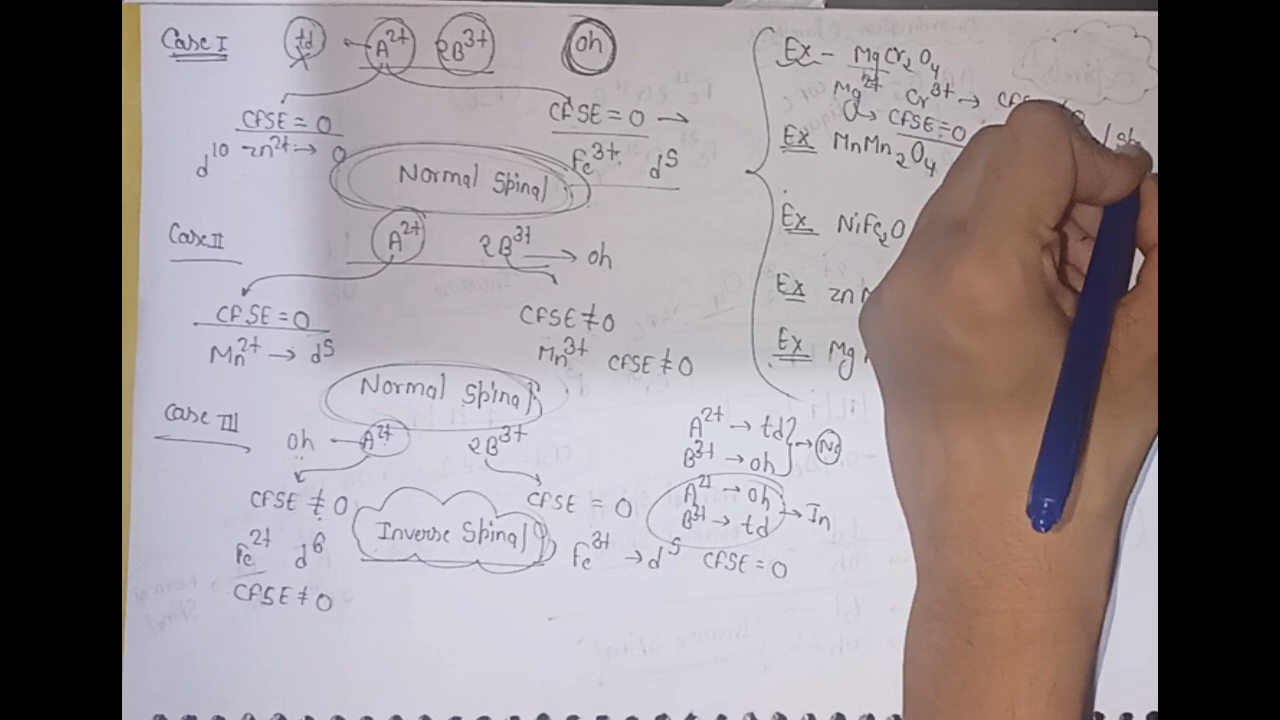 Case I
td ← A2+ 2B3+ oh
CFSE = 0
CFSE = 0 →
d10 zn2+ → 0
Fe3+ d5
Normal Spinal
Case II
A2+ 2B3+ → oh
CFSE = 0
CFSE ≠ 0
Mn2+ → d5
Mn3+ CFSE ≠ 0
Normal Spinal
Case III
oh ← A2+ 2B3+
CFSE ≠ 0
CFSE = 0
Inverse Spinal
Fe2+ d6
Fe3+ → d5 CFSE = 0
CFSE ≠ 0
A2+ → td
B3+ → oh
A2+ → oh
B3+ → td → In
Ex - MgCr2O4
Mg2+ Cr3+ →
CFSE = 0
Ex MnMn2O4
Ex NiFe2O
Ex zn
Ex Mg